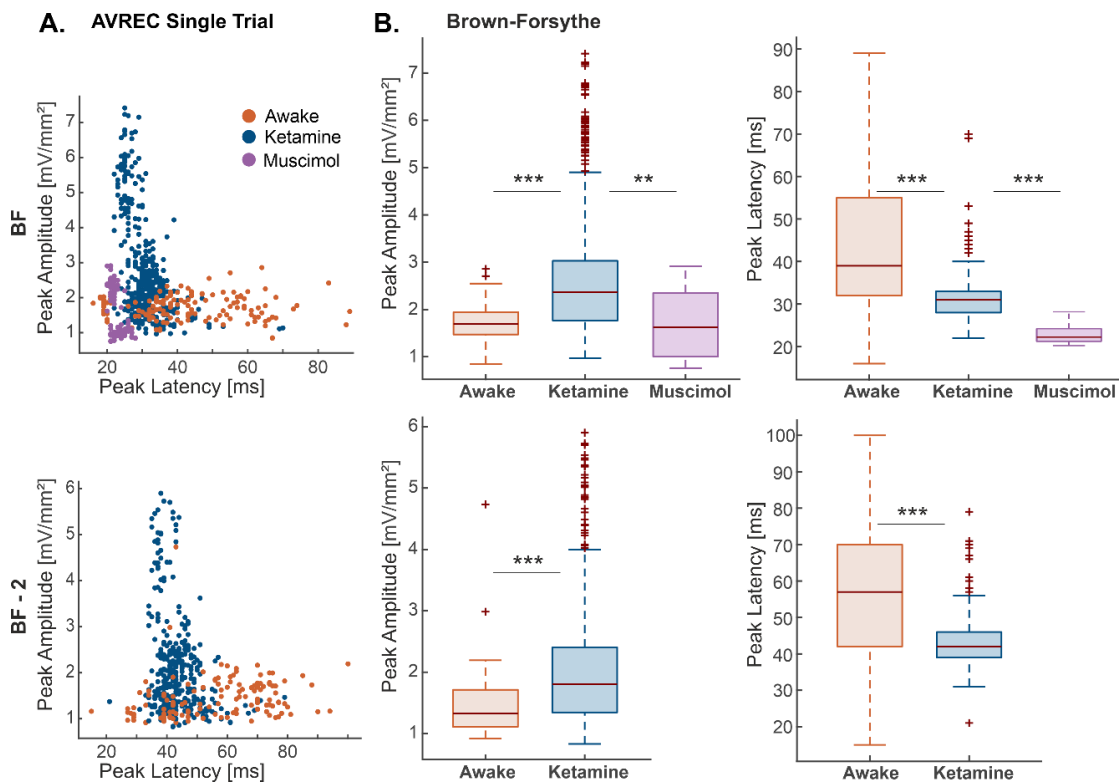 A. AVREC Single Trial
B. Brown-Forsythe
BF
Peak Amplitude [mV/mm²]
7
6
5
4
3
2
1
Awake
Ketamine
Muscimol
20 40 60 80
Peak Latency [ms]
Peak Amplitude [mV/mm²]
7
6
5
4
3
2
1
*** **
Awake Ketamine Muscimol
Peak Latency [ms]
90
80
70
60
50
40
30
20
*** ***
Awake Ketamine Muscimol
BF - 2
Peak Amplitude [mV/mm²]
6
5
4
3
2
1
20 40 60 80
Peak Latency [ms]
Peak Amplitude [mV/mm²]
6
5
4
3
2
1
***
Awake Ketamine
Peak Latency [ms]
100
90
80
70
60
50
40
30
20
***
Awake Ketamine